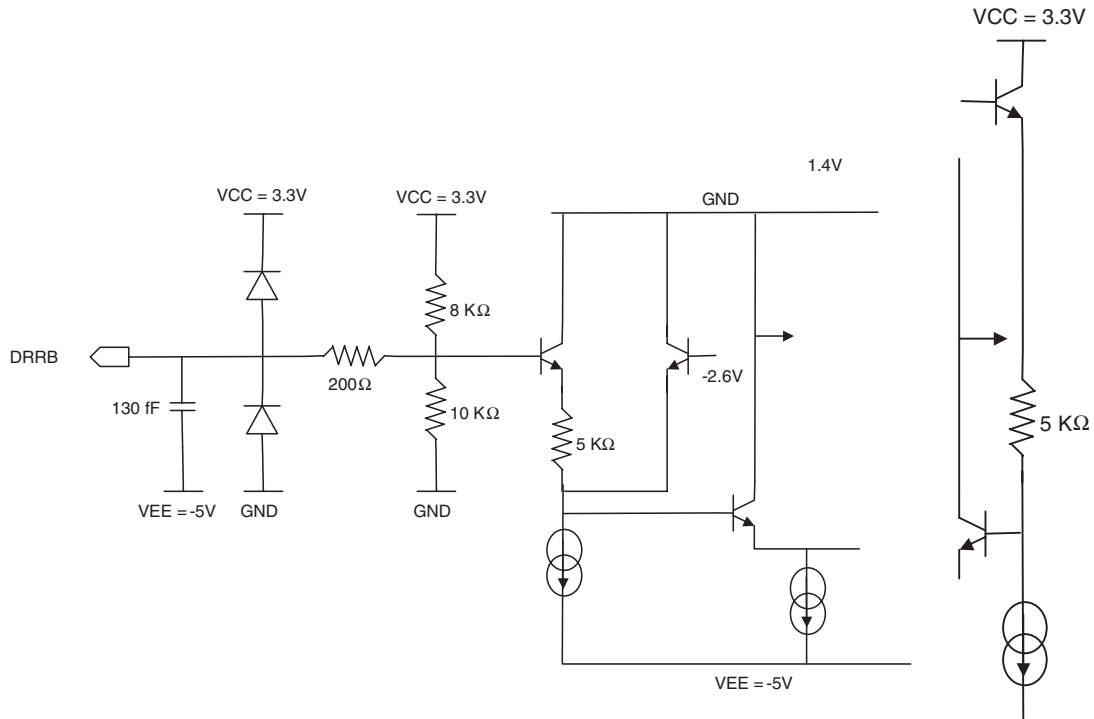 VCC = 3.3V
1.4V
VCC = 3.3V
VCC = 3.3V
GND
8 KΩ
DRRB
200Ω
-2.6V
130 fF
10 KΩ
5 KΩ
5 KΩ
VEE = -5V
GND
GND
VEE = -5V